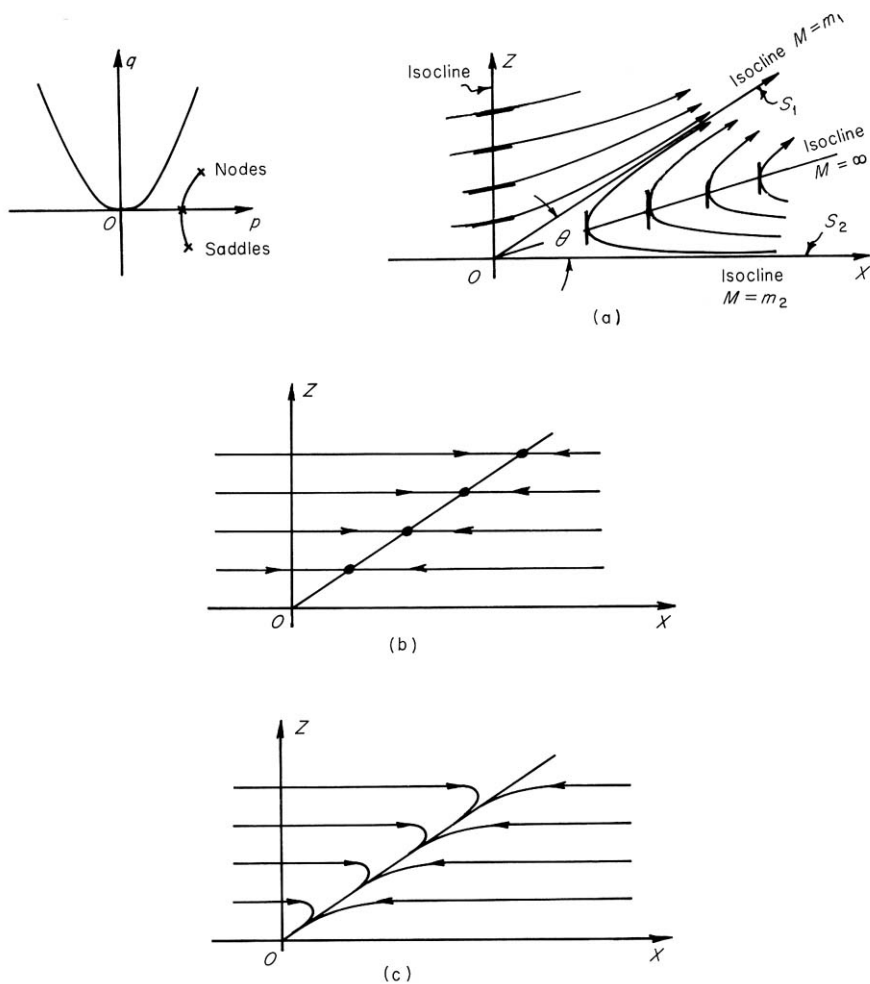 q
O
p
Nodes
Saddles
Isocline
Z
Isocline M = m₁
S₁
Isocline
M = ∞
S₂
θ
O
X
Isocline
M = m₂
(a)
Z
O
X
(b)
Z
O
X
(c)